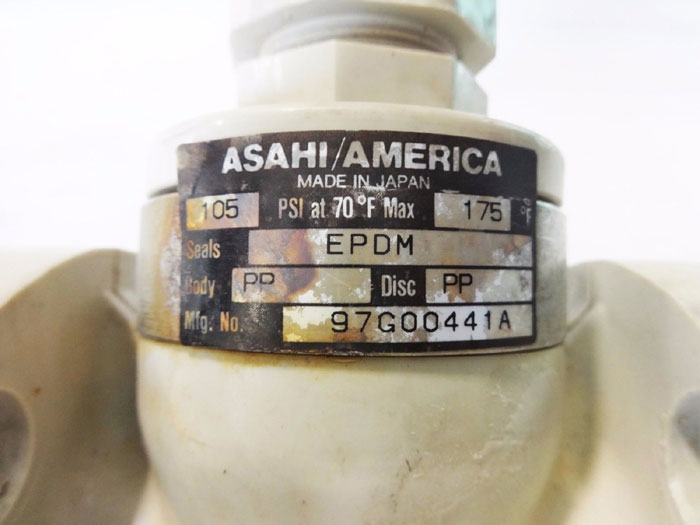 ASAHI/AMERICA
MADE IN JAPAN
105 PSI at 70°F Max 175 °F
Seals EPDM
Body PP Disc PP
Mfg. No. 97G00441A